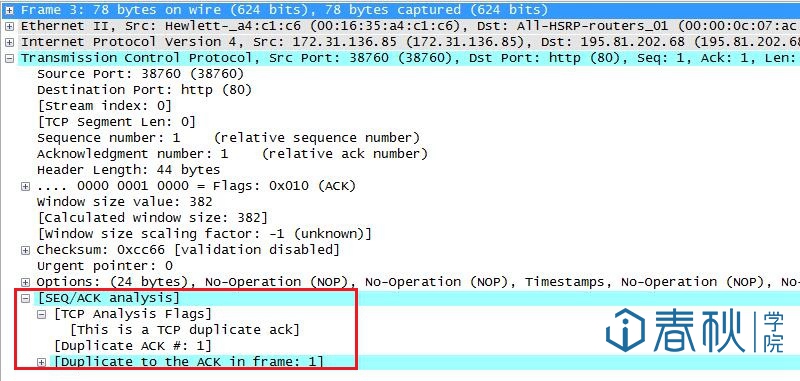 Frame 3: 78 bytes on wire (624 bits), 78 bytes captured (624 bits)
Ethernet II, Src: Hewlett-_a4:c1:c6 (00:16:35:a4:c1:c6), Dst: All-HSRP-routers_01 (00:00:0c:07:ac
Internet Protocol Version 4, Src: 172.31.136.85 (172.31.136.85), Dst: 195.81.202.68 (195.81.202.68
Transmission Control Protocol, Src Port: 38760 (38760), Dst Port: http (80), Seq: 1, Ack: 1, Len:
Source Port: 38760 (38760)
Destination Port: http (80)
[Stream index: 0]
[TCP Segment Len: 0]
Sequence number: 1    (relative sequence number)
Acknowledgment number: 1    (relative ack number)
Header Length: 44 bytes
.... 0000 0001 0000 = Flags: 0x010 (ACK)
Window size value: 382
[Calculated window size: 382]
[Window size scaling factor: -1 (unknown)]
Checksum: 0xcc66 [validation disabled]
Urgent pointer: 0
Options: (24 bytes), No-Operation (NOP), No-Operation (NOP), Timestamps, No-Operation (NOP), No-Op
[SEQ/ACK analysis]
[TCP Analysis Flags]
[This is a TCP duplicate ack]
[Duplicate ACK #: 1]
[Duplicate to the ACK in frame: 1]
春秋学院